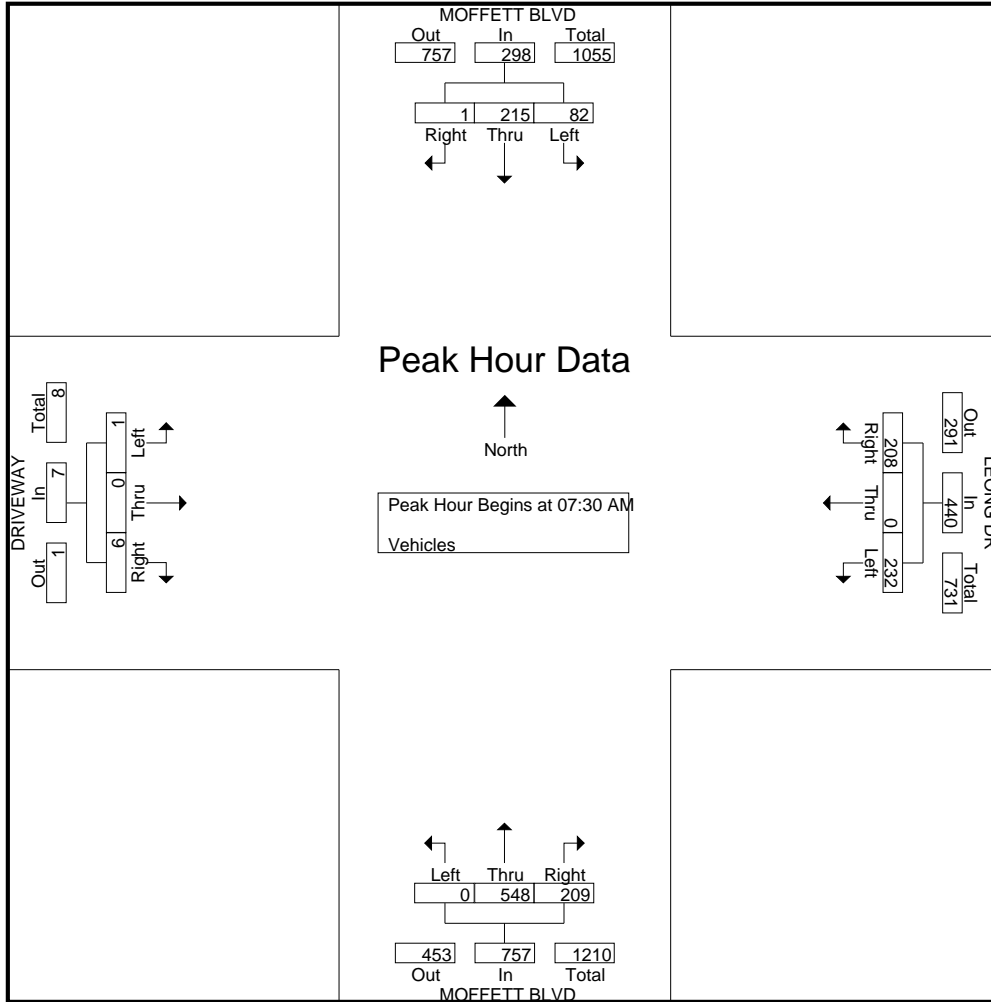 MOFFETT BLVD
Out In Total
757 298 1055
1 215 82
Right Thru Left
Peak Hour Data
North
Peak Hour Begins at 07:30 AM
Vehicles
DRIVEWAY
Out In Total
1 7 8
Left Thru Right
1 0 6
Out In Total
291 440 731
LEONG DR
Right Thru Left
208 0 232
Left Thru Right
0 548 209
453 757 1210
Out In Total
MOFFETT BLVD